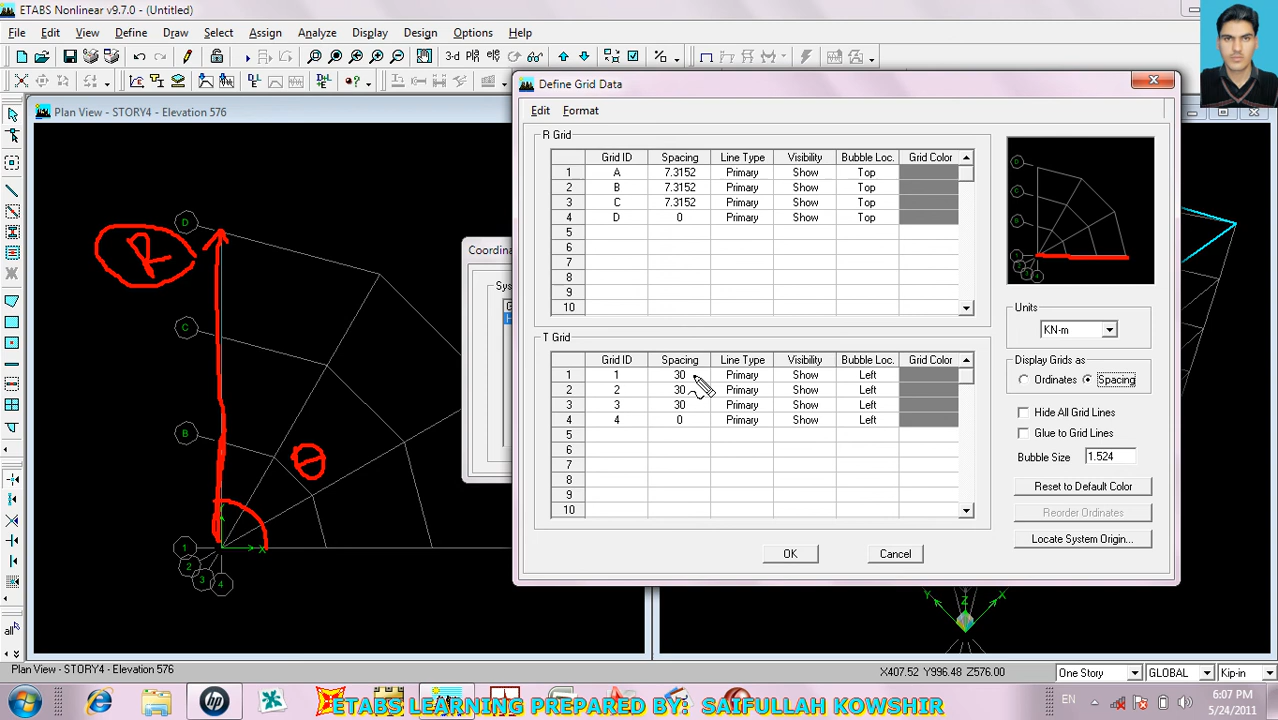 ETABS Nonlinear v9.7.0 - (Untitled)
File Edit View Define Draw Select Assign Analyze Display Design Options Help
3-d
Plan View - STORY4 - Elevation 576
D
R
C
B
θ
X
1
2
3
4
all
Coordin
Sys
G
Define Grid Data
Edit Format
R Grid
Grid ID Spacing Line Type Visibility Bubble Loc. Grid Color
1 A 7.3152 Primary Show Top
2 B 7.3152 Primary Show Top
3 C 7.3152 Primary Show Top
4 D 0 Primary Show Top
5
6
7
8
9
10
T Grid
Grid ID Spacing Line Type Visibility Bubble Loc. Grid Color
1 1 30 Primary Show Left
2 2 30 Primary Show Left
3 3 30 Primary Show Left
4 4 0 Primary Show Left
5
6
7
8
9
10
Units
KN-m
Display Grids as
Ordinates Spacing
Hide All Grid Lines
Glue to Grid Lines
Bubble Size 1.524
Reset to Default Color
Reorder Ordinates
Locate System Origin...
OK Cancel
Y Z X
Plan View - STORY4 - Elevation 576 X407.52 Y996.48 Z576.00 One Story GLOBAL Kip-in
EN 6:07 PM
5/24/2011
ETABS LEARNING PREPARED BY: SAIFULLAH KOWSHIR